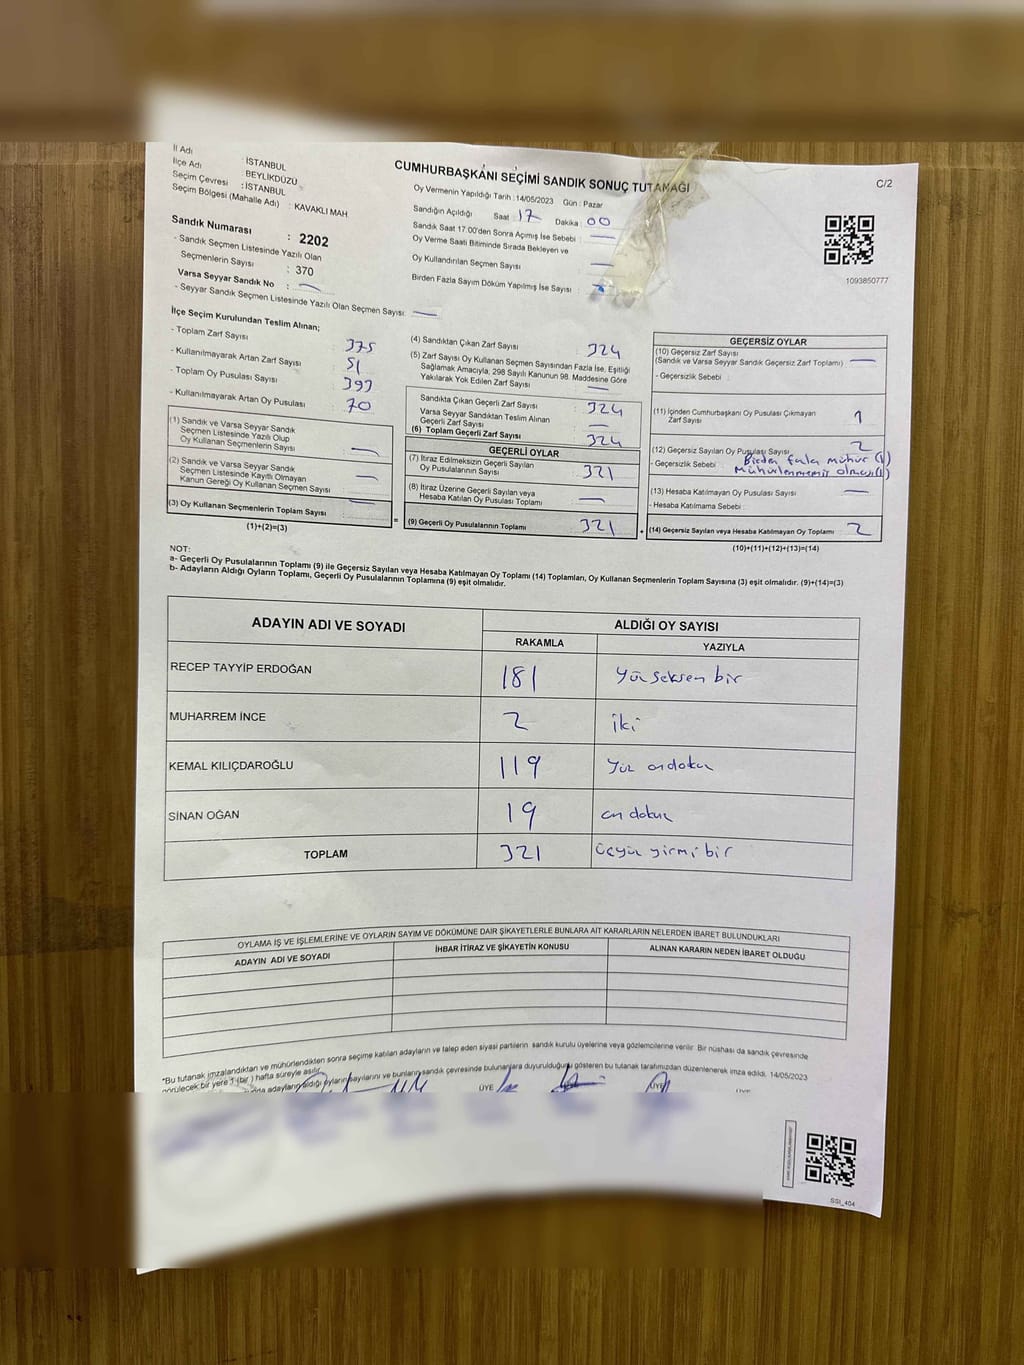 İl Adı : İSTANBUL
İlçe Adı : BEYLİKDÜZÜ
Seçim Çevresi : İSTANBUL
Seçim Bölgesi (Mahalle Adı) : KAVAKLI MAH
CUMHURBAŞKANI SEÇİMİ SANDIK SONUÇ TUTANAĞI
C/2
Oy Vermenin Yapıldığı Tarih : 14/05/2023 Gün : Pazar
Sandığın Açıldığı Saat 17 Dakika 00
Sandık Saat 17.00'den Sonra Açımış İse Sebebi : —
Oy Verme Saati Bitiminde Sırada Bekleyen ve
Oy Kullandırılan Seçmen Sayısı : —
Birden Fazla Sayım Döküm Yapılmış İse Sayısı :
1093850777
Sandık Numarası : 2202
- Sandık Seçmen Listesinde Yazılı Olan
Seçmenlerin Sayısı : 370
Varsa Seyyar Sandık No : —
- Seyyar Sandık Seçmen Listesinde Yazılı Olan Seçmen Sayısı: —
İlçe Seçim Kurulundan Teslim Alınan;
- Toplam Zarf Sayısı : 375
- Kullanılmayarak Artan Zarf Sayısı : 51
- Toplam Oy Pusulası Sayısı : 393
- Kullanılmayarak Artan Oy Pusulası : 70
(1) Sandık ve Varsa Seyyar Sandık
Seçmen Listesinde Yazılı Olup
Oy Kullanan Seçmenlerin Sayısı : —
(2) Sandık ve Varsa Seyyar Sandık
Seçmen Listesinde Kayıtlı Olmayan
Kanun Gereği Oy Kullanan Seçmen Sayısı : —
(3) Oy Kullanan Seçmenlerin Toplam Sayısı : —
(1)+(2)=(3)
(4) Sandıktan Çıkan Zarf Sayısı : 324
(5) Zarf Sayısı Oy Kullanan Seçmen Sayısından Fazla İse, Eşitliği
Sağlamak Amacıyla, 298 Sayılı Kanunun 98. Maddesine Göre
Yakılarak Yok Edilen Zarf Sayısı : —
Sandıkta Çıkan Geçerli Zarf Sayısı : 324
Varsa Seyyar Sandıktan Teslim Alınan
Geçerli Zarf Sayısı : —
(6) Toplam Geçerli Zarf Sayısı : 324
GEÇERLİ OYLAR
(7) İtiraz Edilmeksizin Geçerli Sayılan
Oy Pusulalarının Sayısı : 321
(8) İtiraz Üzerine Geçerli Sayılan veya
Hesaba Katılan Oy Pusulası Toplamı : —
= (9) Geçerli Oy Pusulalarının Toplamı : 321
GEÇERSİZ OYLAR
(10) Geçersiz Zarf Sayısı
(Sandık ve Varsa Seyyar Sandık Geçersiz Zarf Toplamı) : —
- Geçersizlik Sebebi :
(11) İçinden Cumhurbaşkanı Oy Pusulası Çıkmayan
Zarf Sayısı : 1
(12) Geçersiz Sayılan Oy Pusulası Sayısı : 2
- Geçersizlik Sebebi : Birden fazla mühür (1)
Mühürlenmemiş olması(1)
(13) Hesaba Katılmayan Oy Pusulası Sayısı : —
- Hesaba Katılmama Sebebi :
+ (14) Geçersiz Sayılan veya Hesaba Katılmayan Oy Toplamı : 2
(10)+(11)+(12)+(13)=(14)
NOT:
a- Geçerli Oy Pusulalarının Toplamı (9) ile Geçersiz Sayılan veya Hesaba Katılmayan Oy Toplamı (14) Toplamları, Oy Kullanan Seçmenlerin Toplam Sayısına (3) eşit olmalıdır. (9)+(14)=(3)
b- Adayların Aldığı Oyların Toplamı, Geçerli Oy Pusulalarının Toplamına (9) eşit olmalıdır.
ADAYIN ADI VE SOYADI ALDIĞI OY SAYISI
RAKAMLA YAZIYLA
RECEP TAYYİP ERDOĞAN 181 Yüz seksen bir
MUHARREM İNCE 2 iki
KEMAL KILIÇDAROĞLU 119 Yüz ondokuz
SİNAN OĞAN 19 on dokuz
TOPLAM 321 üçyüz yirmi bir
OYLAMA İŞ VE İŞLEMLERİNE VE OYLARIN SAYIM VE DÖKÜMÜNE DAİR ŞİKAYETLERLE BUNLARA AİT KARARLARIN NELERDEN İBARET BULUNDUKLARI
ADAYIN ADI VE SOYADI İHBAR İTİRAZ VE ŞİKAYETİN KONUSU ALINAN KARARIN NEDEN İBARET OLDUĞU
*Bu tutanak imzalandıktan ve mühürlendikten sonra seçime katılan adayların ve talep eden siyasi partilerin sandık kurulu üyelerine veya gözlemcilerine verilir. Bir nüshası da sandık çevresinde
görülecek bir yere 1 (bir ) hafta süreyle asılır.
adayların aldığı oyların sayılarını ve bunların sandık çevresinde bulunanlara duyurulduğunu gösteren bu tutanak tarafımızdan düzenlenerek imza edildi. 14/05/2023
ÜYE ÜYE ÜYE
SSİ_404